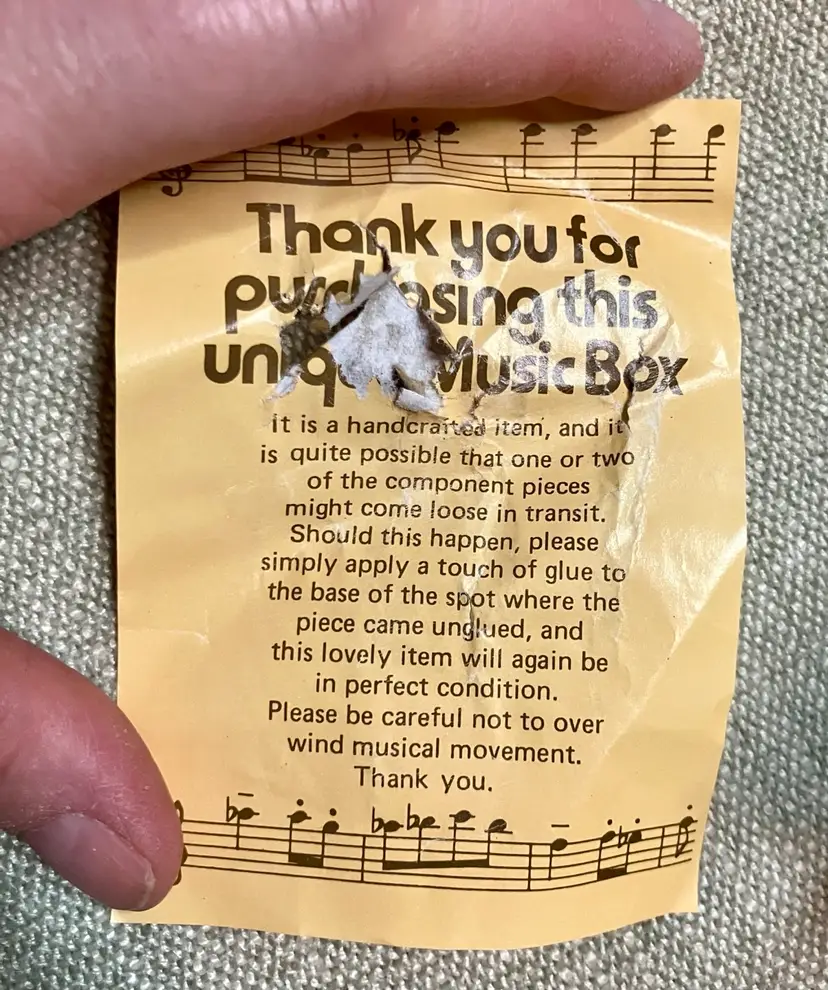 Thank you for
purchasing this
unique Music Box
It is a handcrafted item, and it
is quite possible that one or two
of the component pieces
might come loose in transit.
Should this happen, please
simply apply a touch of glue to
the base of the spot where the
piece came unglued, and
this lovely item will again be
in perfect condition.
Please be careful not to over
wind musical movement.
Thank you.